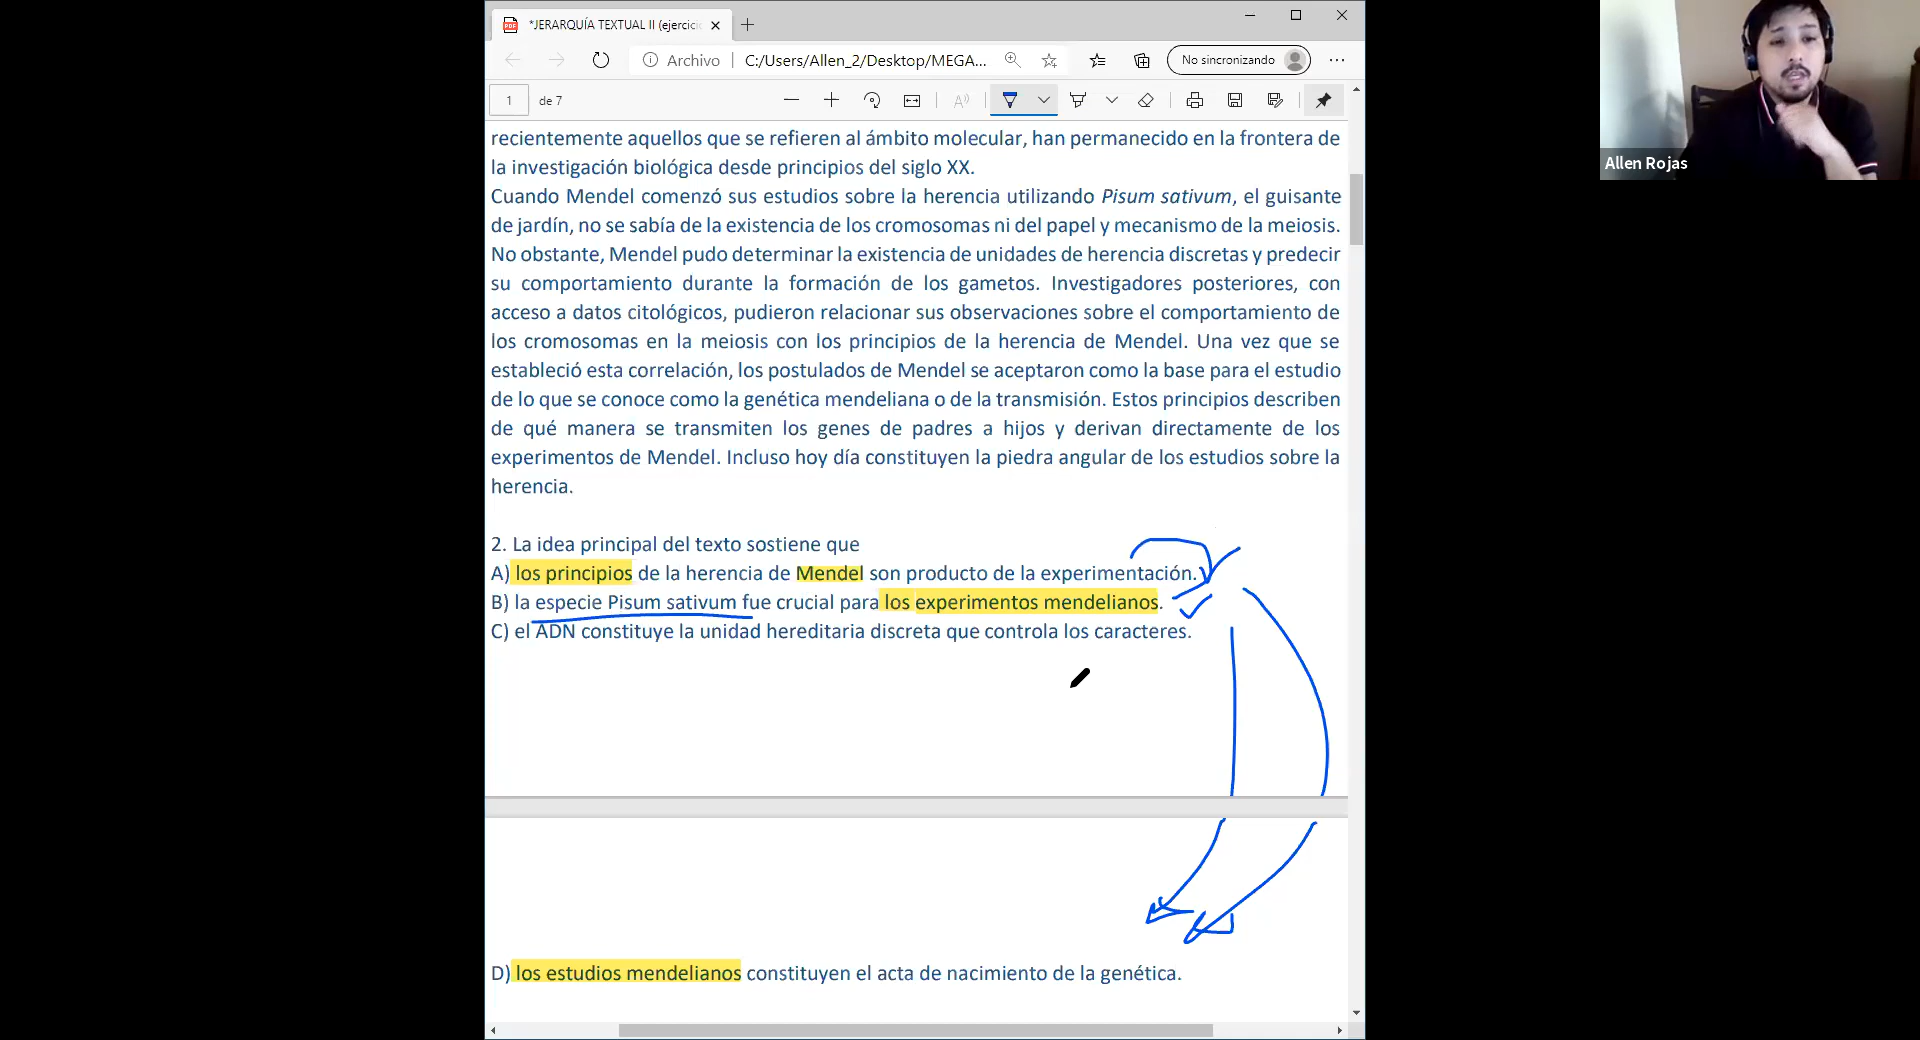 *JERARQUÍA TEXTUAL II (ejercici
Archivo
C:/Users/Allen_2/Desktop/MEGA...
No sincronizando
1 de 7
recientemente aquellos que se refieren al ámbito molecular, han permanecido en la frontera de
la investigación biológica desde principios del siglo XX.
Cuando Mendel comenzó sus estudios sobre la herencia utilizando Pisum sativum, el guisante
de jardín, no se sabía de la existencia de los cromosomas ni del papel y mecanismo de la meiosis.
No obstante, Mendel pudo determinar la existencia de unidades de herencia discretas y predecir
su comportamiento durante la formación de los gametos. Investigadores posteriores, con
acceso a datos citológicos, pudieron relacionar sus observaciones sobre el comportamiento de
los cromosomas en la meiosis con los principios de la herencia de Mendel. Una vez que se
estableció esta correlación, los postulados de Mendel se aceptaron como la base para el estudio
de lo que se conoce como la genética mendeliana o de la transmisión. Estos principios describen
de qué manera se transmiten los genes de padres a hijos y derivan directamente de los
experimentos de Mendel. Incluso hoy día constituyen la piedra angular de los estudios sobre la
herencia.
2. La idea principal del texto sostiene que
A) los principios de la herencia de Mendel son producto de la experimentación.
B) la especie Pisum sativum fue crucial para los experimentos mendelianos.
C) el ADN constituye la unidad hereditaria discreta que controla los caracteres.
D) los estudios mendelianos constituyen el acta de nacimiento de la genética.
Allen Rojas